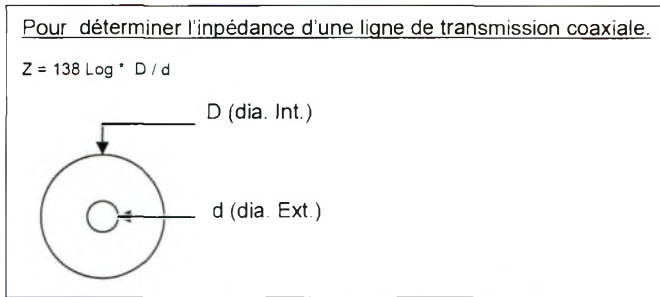 Pour déterminer l'inpédance d'une ligne de transmission coaxiale.
Z = 138 Log * D / d
D (dia. Int.)
d (dia. Ext.)